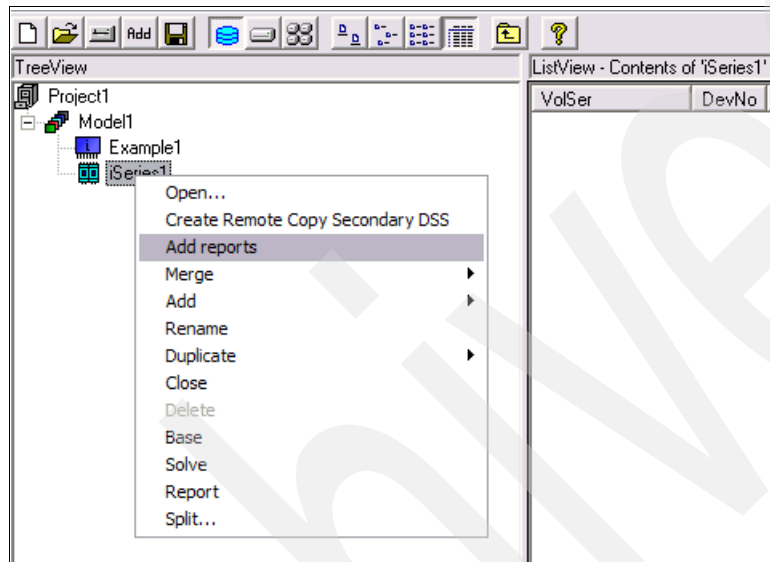 Add
TreeView
ListView - Contents of 'iSeries1'
Project1
VolSer DevNo
Model1
Example1
iSeries1
Open...
Create Remote Copy Secondary DSS
Add reports
Merge
Add
Rename
Duplicate
Close
Delete
Base
Solve
Report
Split...